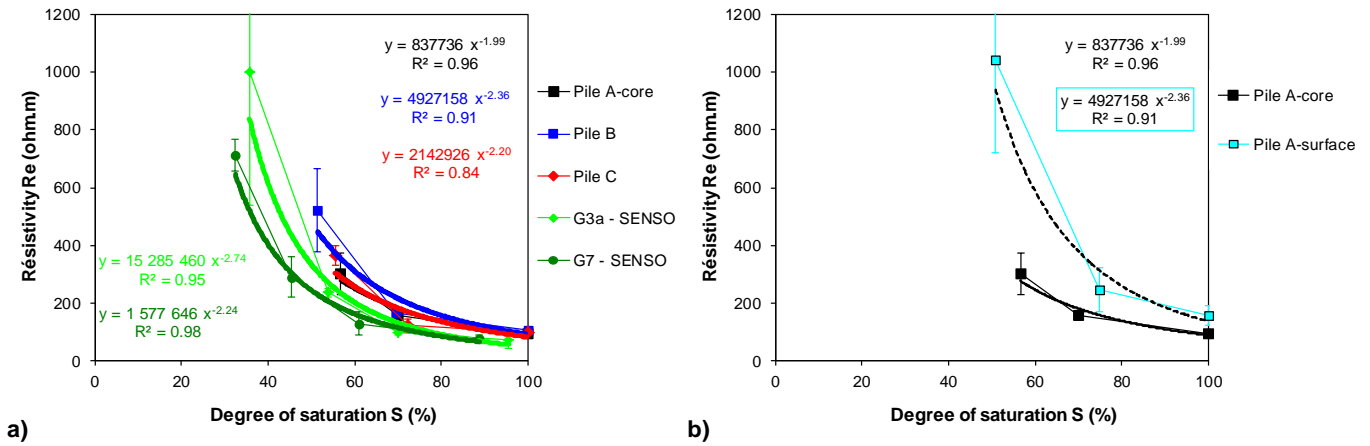 1200
1000
800
600
400
200
0
0 20 40 60 80 100
Résistivity Re (ohm.m)
Degree of saturation S (%)
y = 837736 x-1.99
R² = 0.96
y = 4927158 x-2.36
R² = 0.91
y = 2142926 x-2.20
R² = 0.84
y = 15 285 460 x-2.74
R² = 0.95
y = 1 577 646 x-2.24
R² = 0.98
Pile A-core
Pile B
Pile C
G3a - SENSO
G7 - SENSO
a)
1200
1000
800
600
400
200
0
0 20 40 60 80 100
Résistivity Re (ohm.m)
Degree of saturation S (%)
y = 837736 x-1.99
R² = 0.96
y = 4927158 x-2.36
R² = 0.91
Pile A-core
Pile A-surface
b)